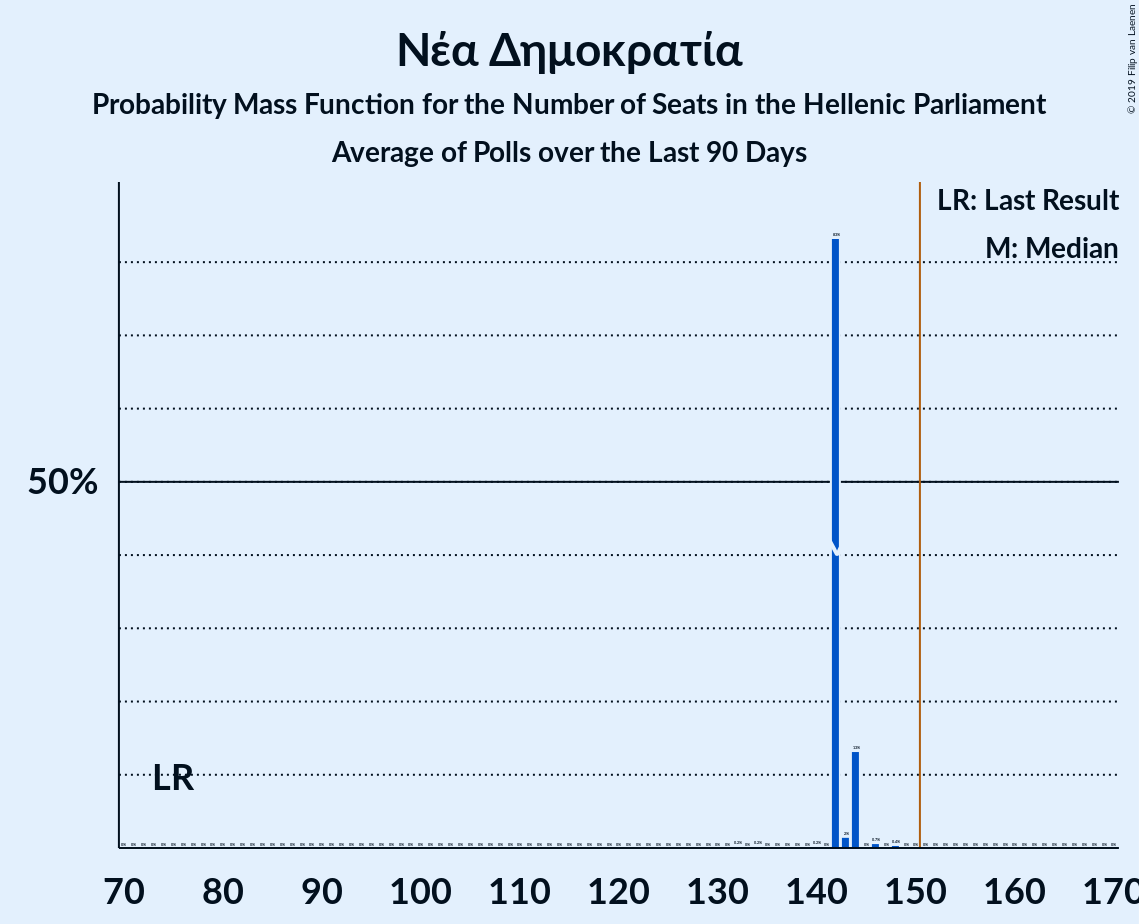 Νέα Δημοκρατία
Probability Mass Function for the Number of Seats in the Hellenic Parliament
Average of Polls over the Last 90 Days
© 2019 Filip van Laenen
LR: Last Result
M: Median
50%
LR
70 80 90 100 110 120 130 140 150 160 170